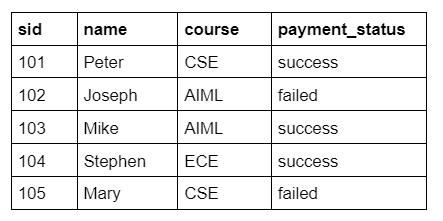 sid name course payment_status
101 Peter CSE success
102 Joseph AIML failed
103 Mike AIML success
104 Stephen ECE success
105 Mary CSE failed